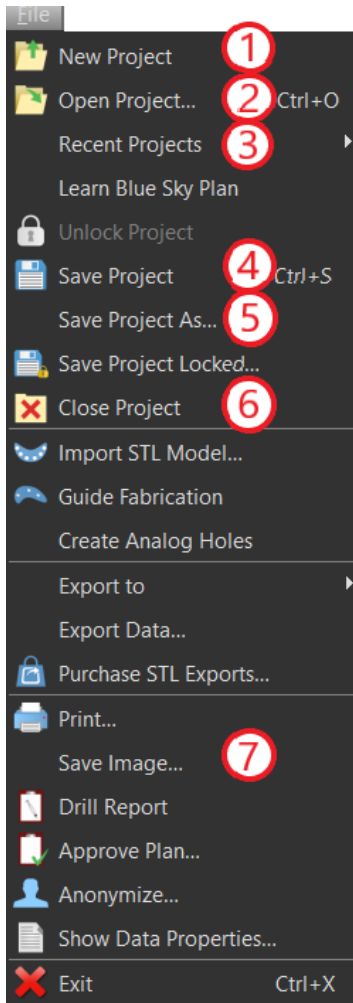 File
New Project 1
Open Project... 2 Ctrl+O
Recent Projects 3
Learn Blue Sky Plan
Unlock Project
Save Project 4 Ctrl+S
Save Project As... 5
Save Project Locked...
Close Project 6
Import STL Model...
Guide Fabrication
Create Analog Holes
Export to
Export Data...
Purchase STL Exports...
Print...
Save Image... 7
Drill Report
Approve Plan...
Anonymize...
Show Data Properties...
Exit Ctrl+X